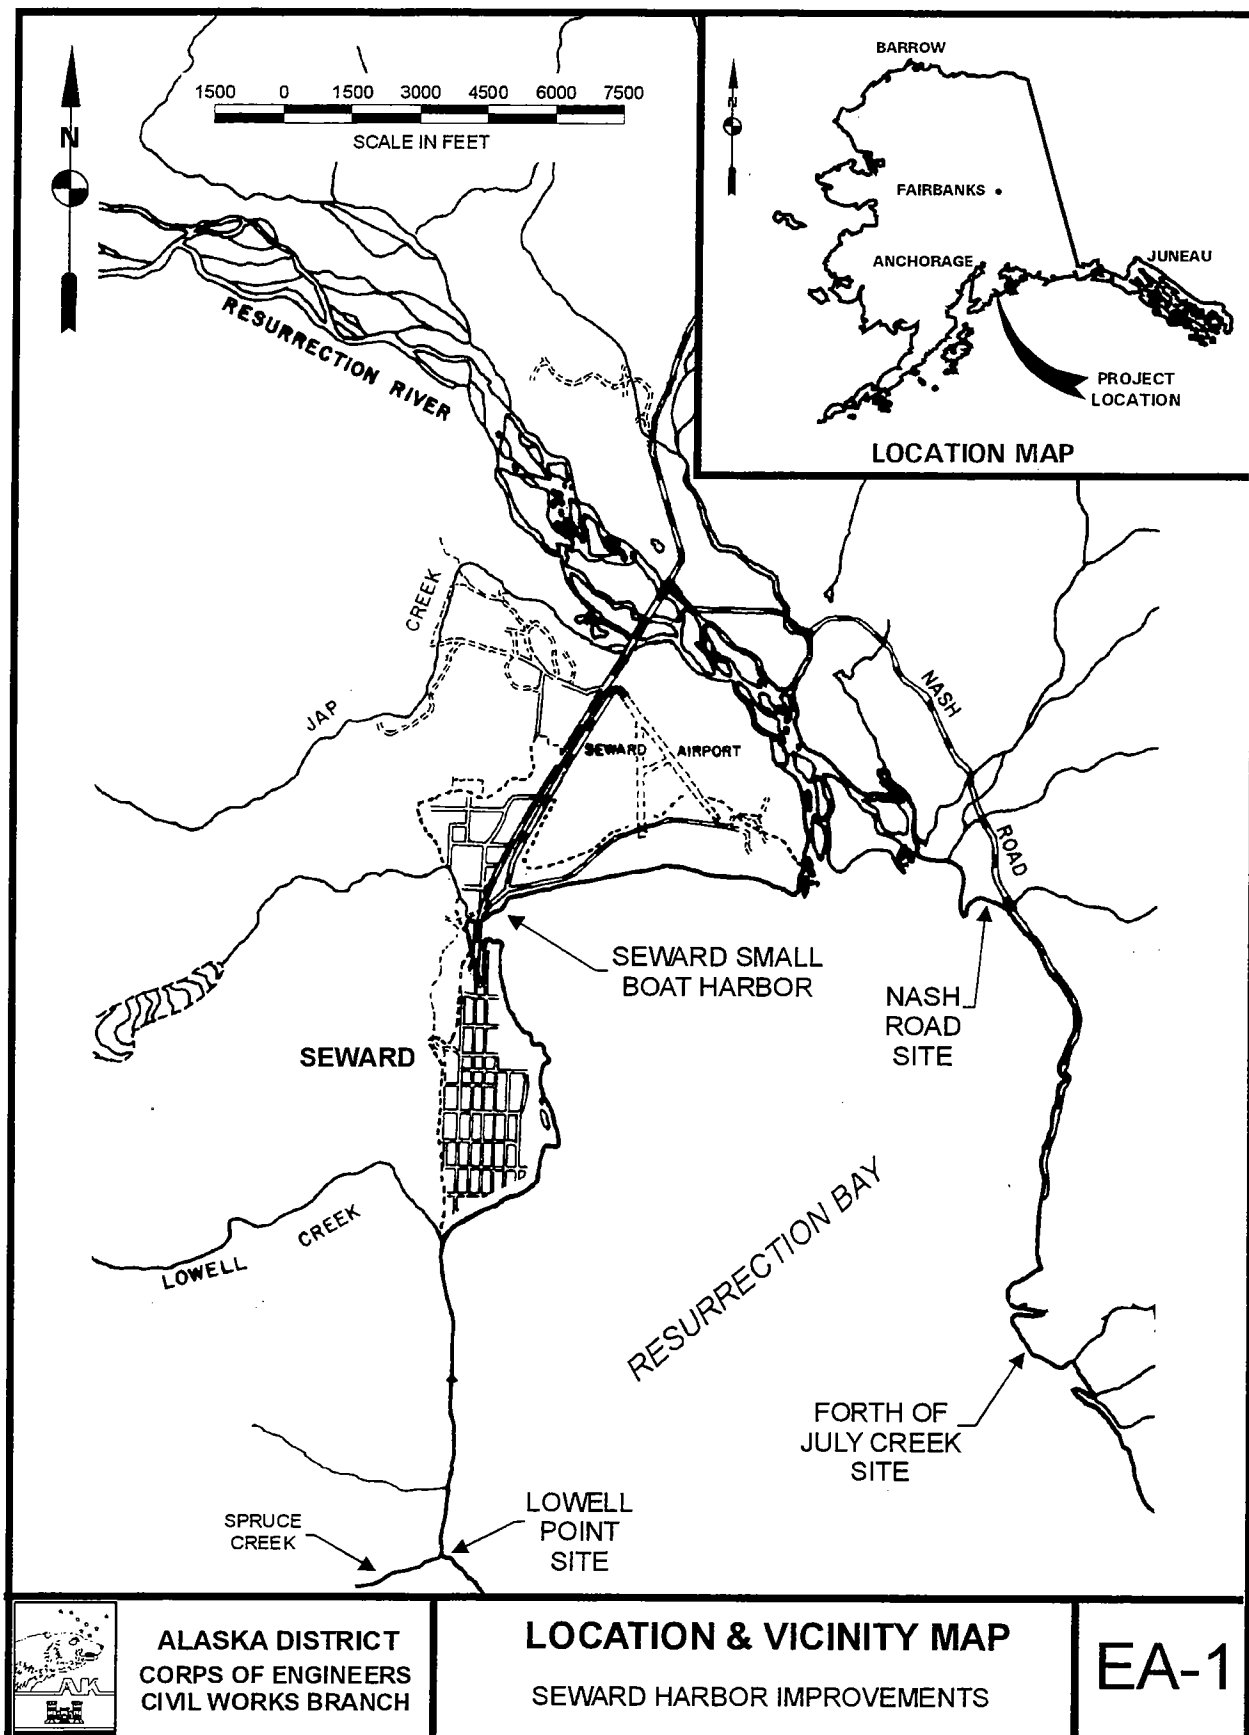 1500 0 1500 3000 4500 6000 7500
SCALE IN FEET
N
N
BARROW
FAIRBANKS
ANCHORAGE
JUNEAU
PROJECT
LOCATION
LOCATION MAP
RESURRECTION RIVER
JAP CREEK
SEWARD AIRPORT
NASH ROAD
SEWARD SMALL
BOAT HARBOR
NASH
ROAD
SITE
SEWARD
RESURRECTION BAY
LOWELL CREEK
FORTH OF
JULY CREEK
SITE
LOWELL
POINT
SITE
SPRUCE
CREEK
AK
ALASKA DISTRICT
CORPS OF ENGINEERS
CIVIL WORKS BRANCH
LOCATION & VICINITY MAP
SEWARD HARBOR IMPROVEMENTS
EA-1